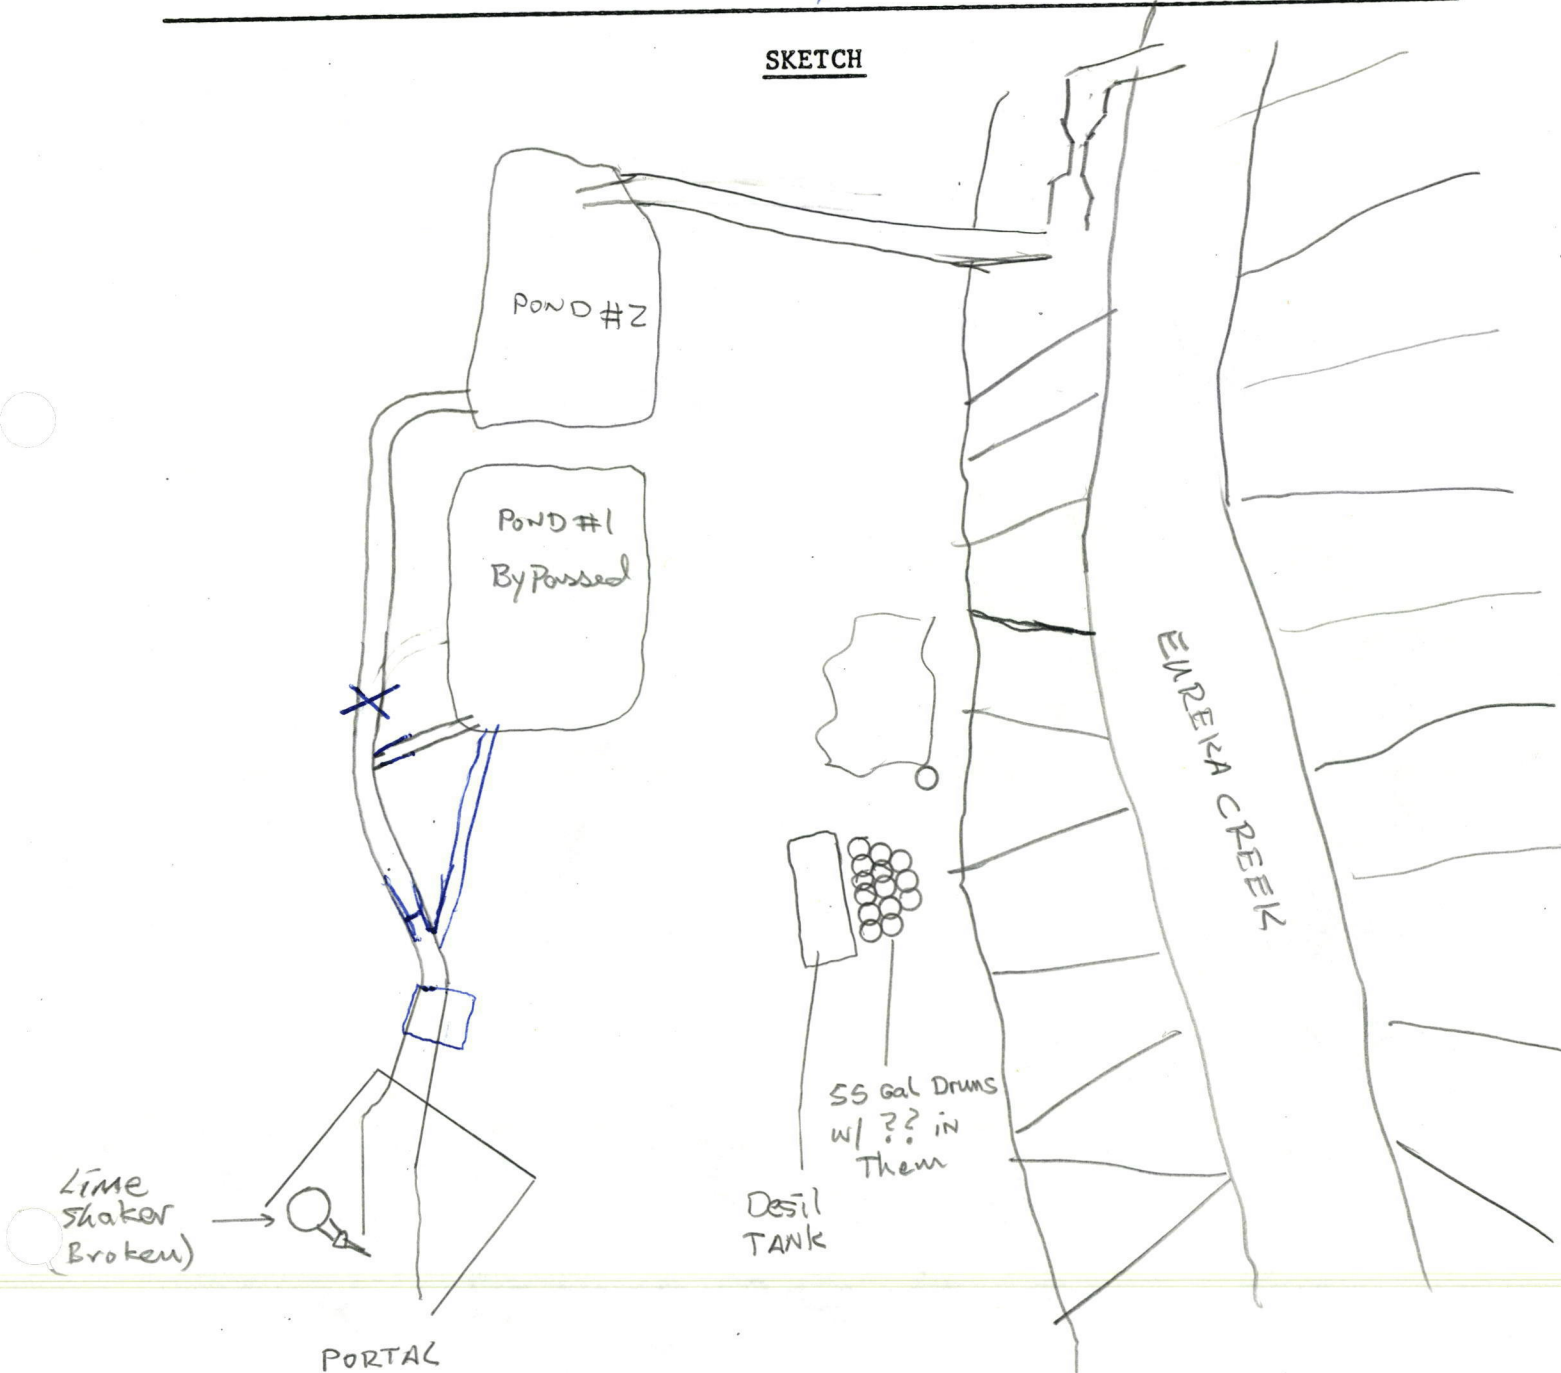 SKETCH
POND #2
POND #1
ByPassed
EUREKA CREEK
55 Gal Drums
w/ ?? iN
Them
Desil
TANK
Lime
Shaker
(Broken)
PORTAL